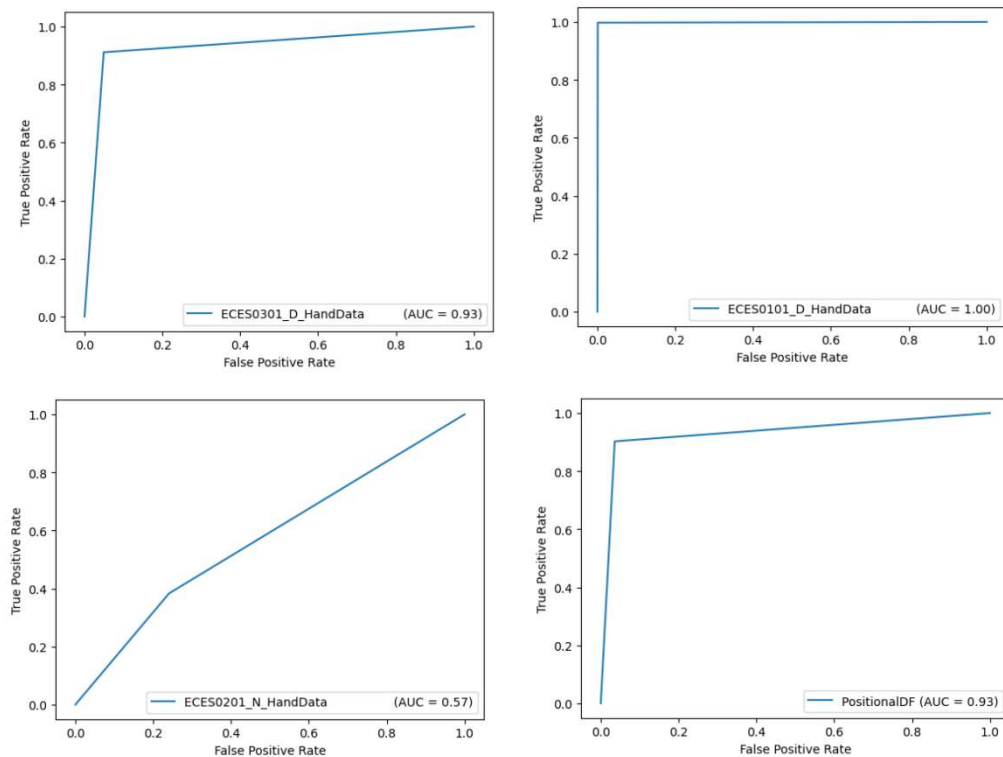 1.0
0.8
0.6
0.4
0.2
0.0
True Positive Rate
ECES0301_D_HandData (AUC = 0.93)
0.0 0.2 0.4 0.6 0.8 1.0
False Positive Rate
1.0
0.8
0.6
0.4
0.2
0.0
True Positive Rate
ECES0101_D_HandData (AUC = 1.00)
0.0 0.2 0.4 0.6 0.8 1.0
False Positive Rate
1.0
0.8
0.6
0.4
0.2
0.0
True Positive Rate
ECES0201_N_HandData (AUC = 0.57)
0.0 0.2 0.4 0.6 0.8 1.0
False Positive Rate
1.0
0.8
0.6
0.4
0.2
0.0
True Positive Rate
PositionalDF (AUC = 0.93)
0.0 0.2 0.4 0.6 0.8 1.0
False Positive Rate